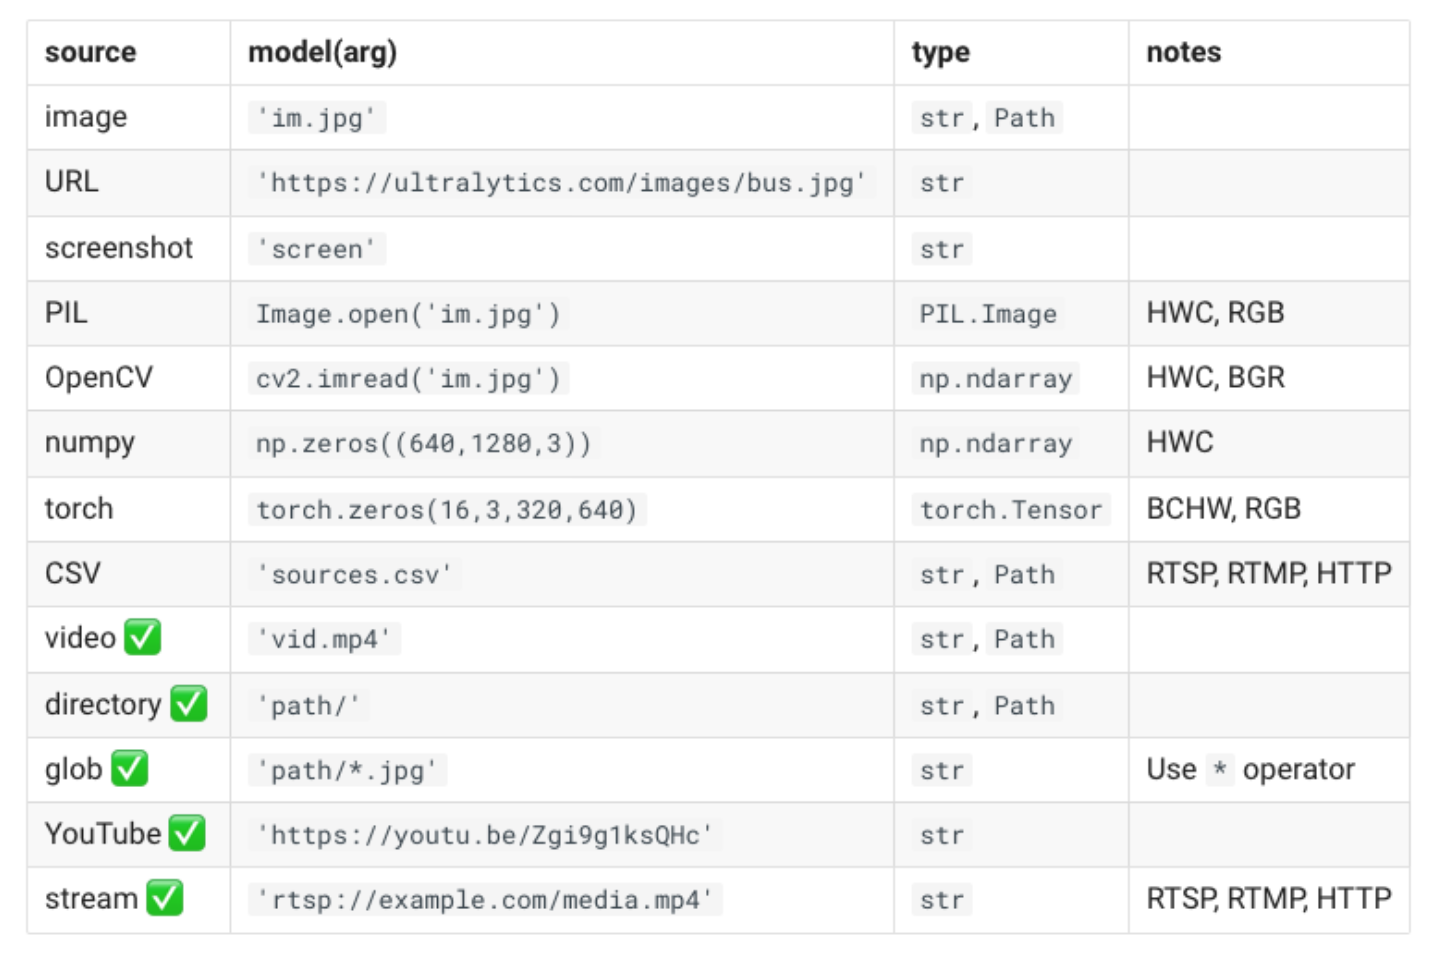 source model(arg) type notes
image 'im.jpg' str, Path
URL 'https://ultralytics.com/images/bus.jpg' str
screenshot 'screen' str
PIL Image.open('im.jpg') PIL.Image HWC, RGB
OpenCV cv2.imread('im.jpg') np.ndarray HWC, BGR
numpy np.zeros((640,1280,3)) np.ndarray HWC
torch torch.zeros(16,3,320,640) torch.Tensor BCHW, RGB
CSV 'sources.csv' str, Path RTSP, RTMP, HTTP
video ✅ 'vid.mp4' str, Path
directory ✅ 'path/' str, Path
glob ✅ 'path/*.jpg' str Use * operator
YouTube ✅ 'https://youtu.be/Zgi9g1ksQHc' str
stream ✅ 'rtsp://example.com/media.mp4' str RTSP, RTMP, HTTP